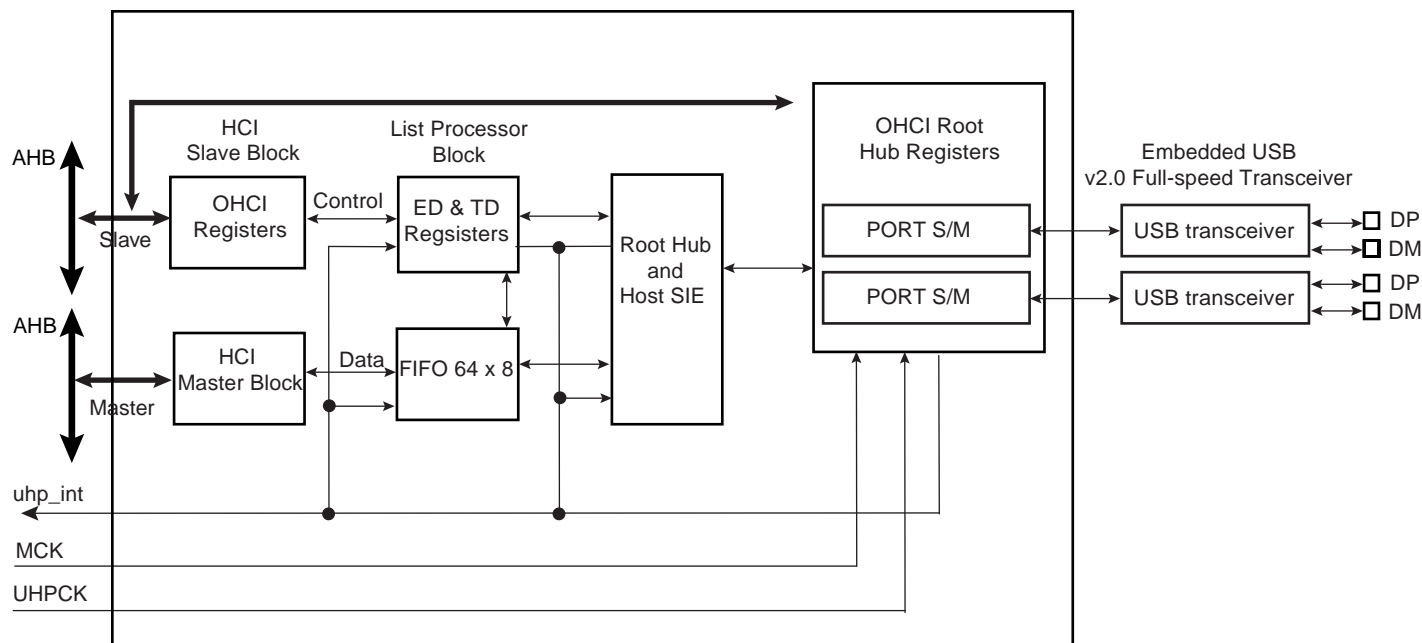 HCI
Slave Block
List Processor
Block
AHB
OHCI
Registers
Control
ED & TD
Regsisters
Slave
Root Hub
and
Host SIE
OHCI Root
Hub Registers
PORT S/M
PORT S/M
Embedded USB
v2.0 Full-speed Transceiver
USB transceiver
USB transceiver
DP
DM
DP
DM
AHB
HCI
Master Block
Data
FIFO 64 x 8
Master
uhp_int
MCK
UHPCK